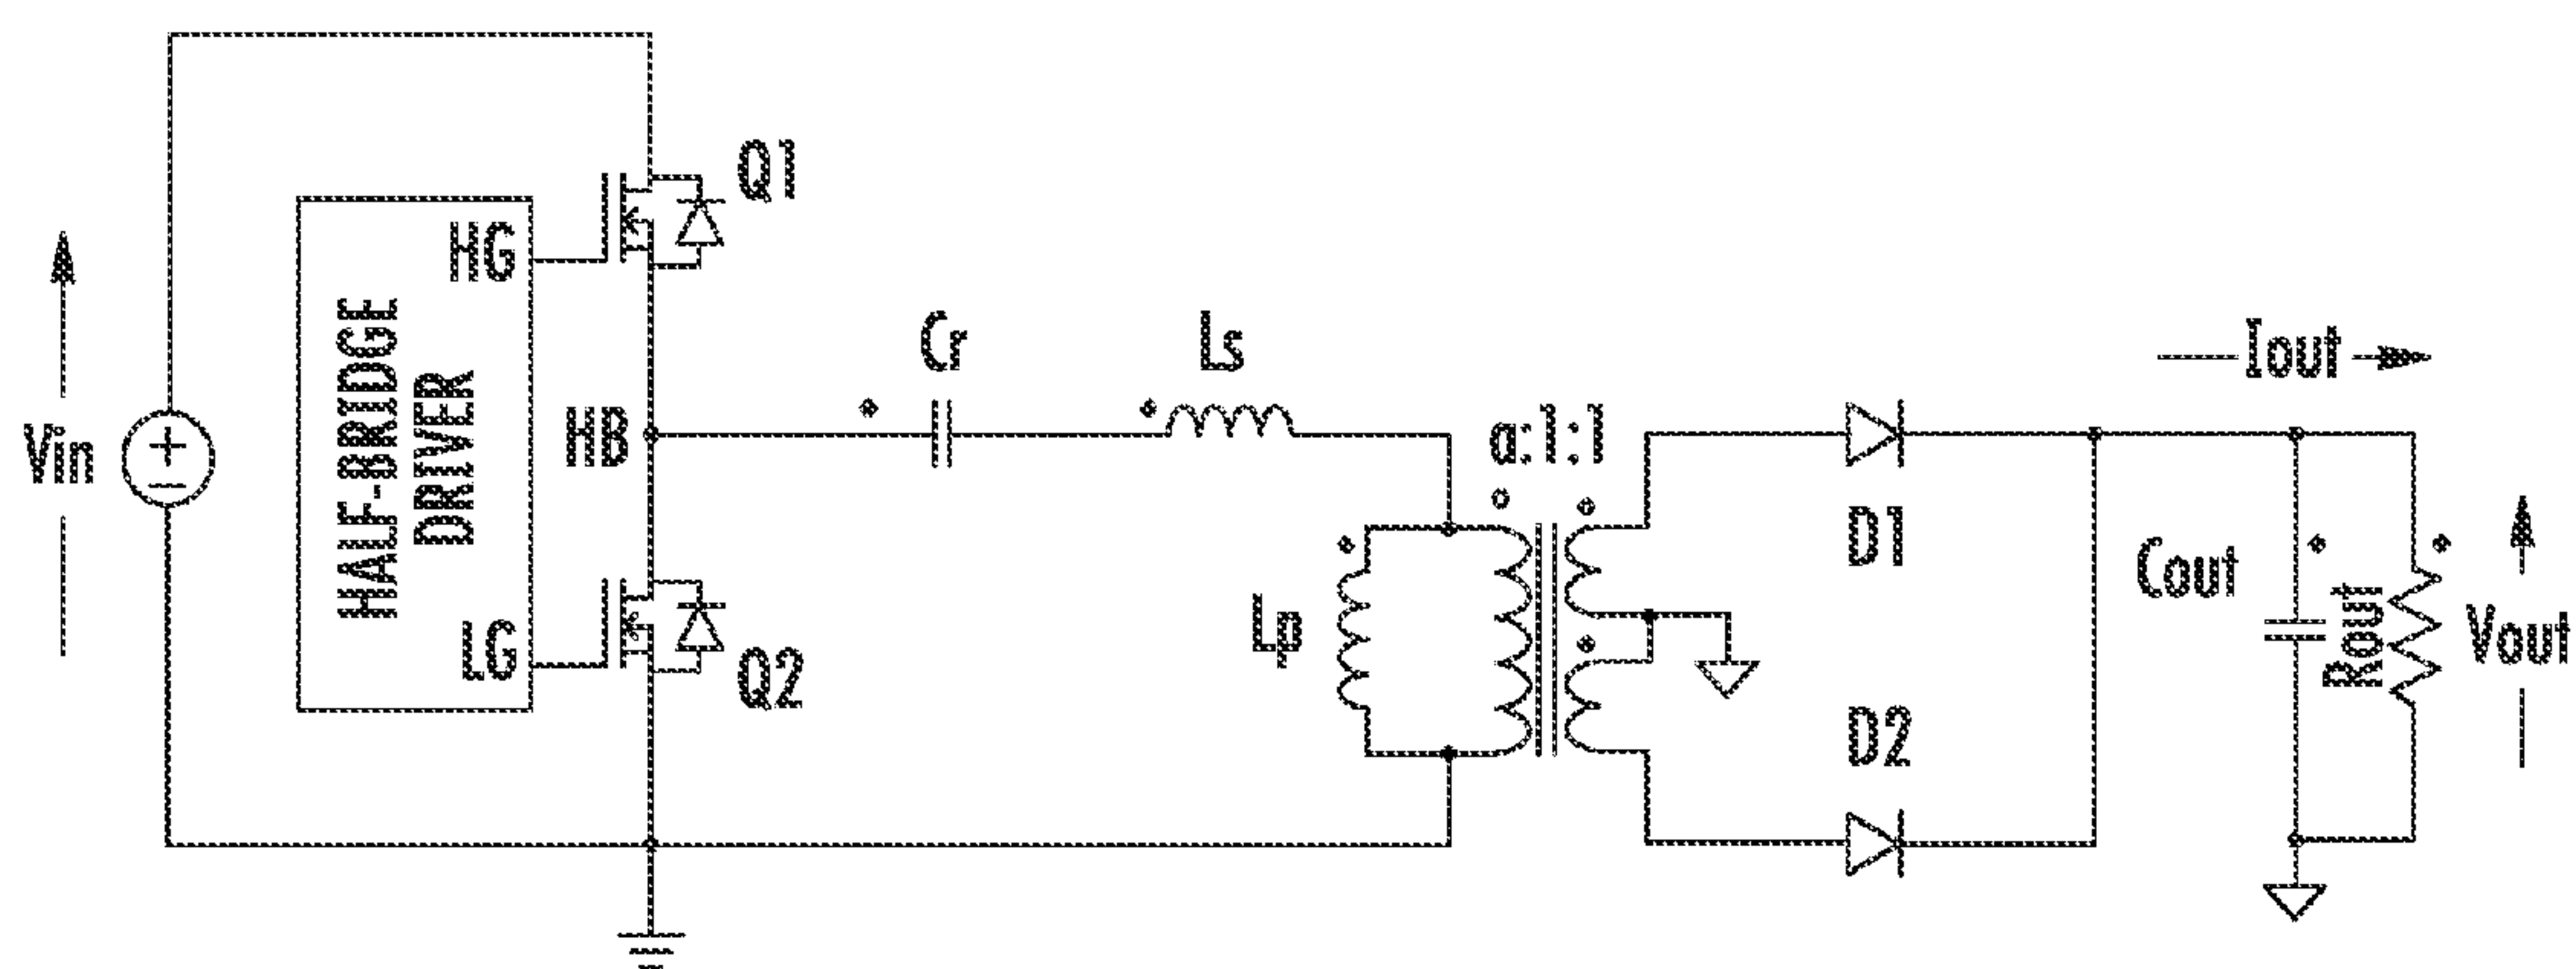 Vin
+
−
HALF-BRIDGE
DRIVER
HG
LG
HB
Q1
Q2
Cr
Ls
Lp
a:1:1
D1
D2
Iout
Cout
Rout
Vout